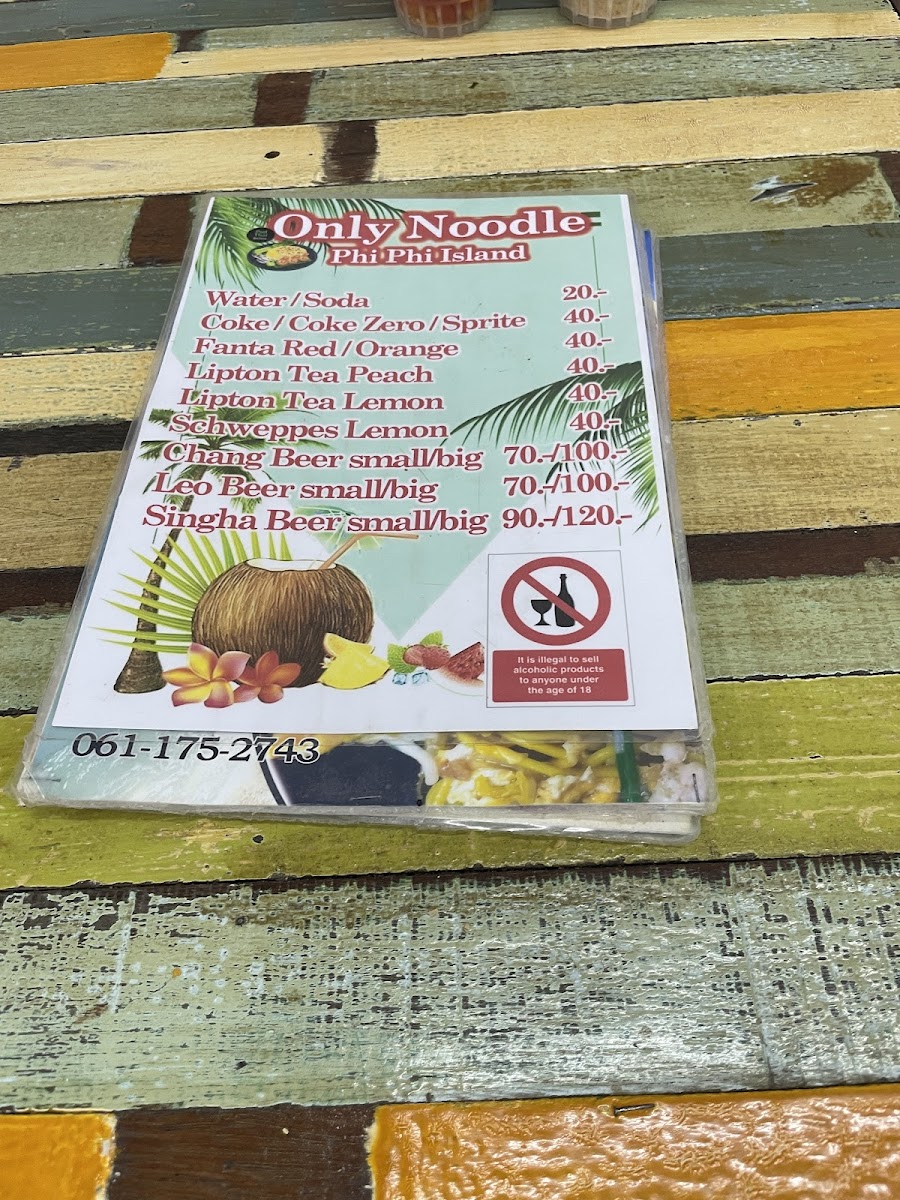 Only Noodle
Phi Phi Island
Water / Soda 20.-
Coke / Coke Zero / Sprite 40.-
Fanta Red / Orange 40.-
Lipton Tea Peach 40.-
Lipton Tea Lemon 40.-
Schweppes Lemon 40.-
Chang Beer small/big 70.-/100.-
Leo Beer small/big 70.-/100.-
Singha Beer small/big 90.-/120.-
It is illegal to sell
alcoholic products
to anyone under
the age of 18
061-175-2743